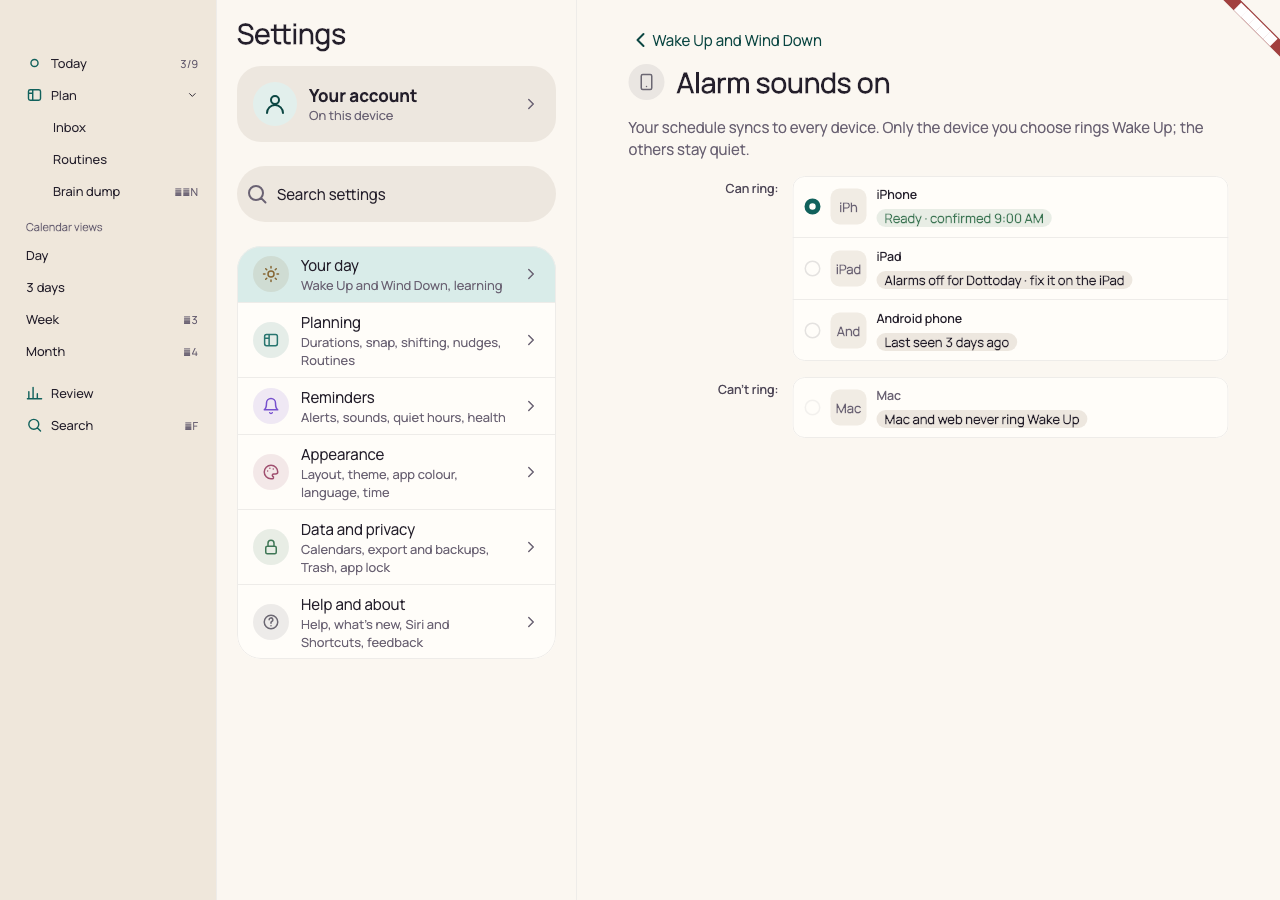 Today
3/9
Plan
Inbox
Routines
Brain dump
N
Calendar views
Day
3 days
Week
3
Month
4
Review
Search
F
Settings
Your account
On this device
Search settings
Your day
Wake Up and Wind Down, learning
Planning
Durations, snap, shifting, nudges,
Routines
Reminders
Alerts, sounds, quiet hours, health
Appearance
Layout, theme, app colour,
language, time
Data and privacy
Calendars, export and backups,
Trash, app lock
Help and about
Help, what's new, Siri and
Shortcuts, feedback
Wake Up and Wind Down
Alarm sounds on
Your schedule syncs to every device. Only the device you choose rings Wake Up; the
others stay quiet.
Can ring:
iPh
iPhone
Ready · confirmed 9:00 AM
iPad
iPad
Alarms off for Dottoday · fix it on the iPad
And
Android phone
Last seen 3 days ago
Can't ring:
Mac
Mac
Mac and web never ring Wake Up